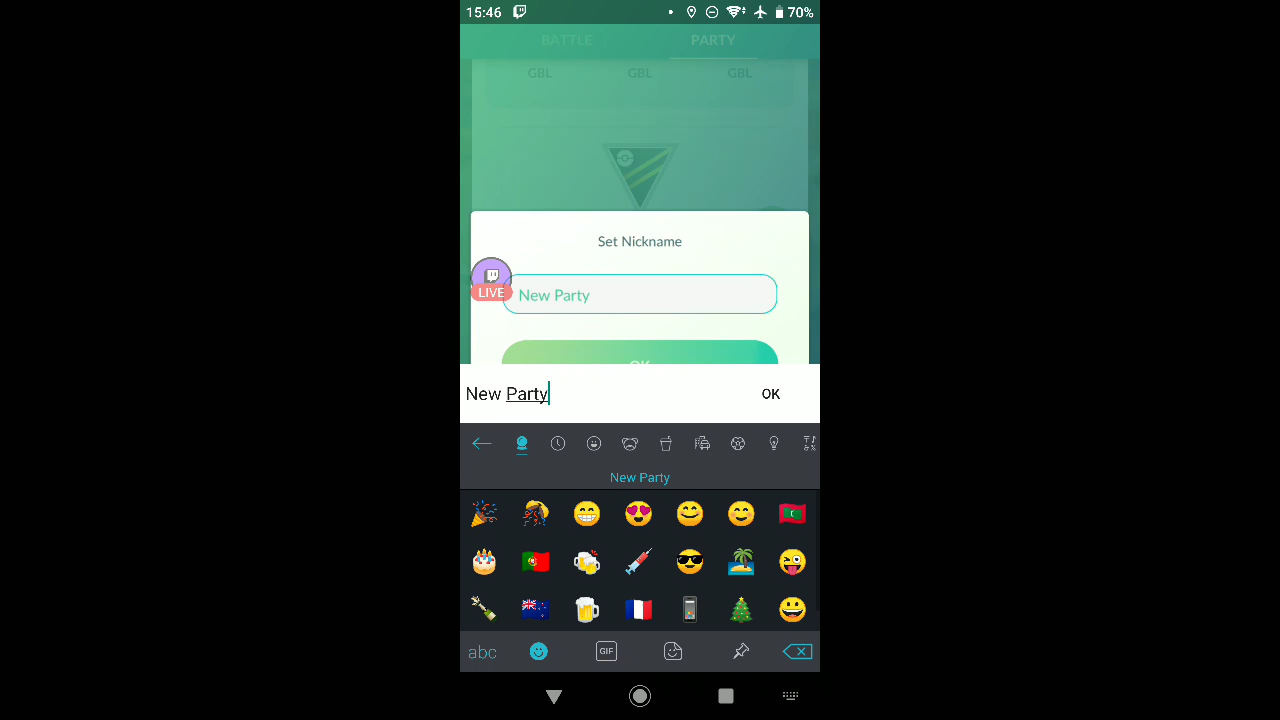 15:46 70%
BATTLE PARTY
GBL GBL GBL
Set Nickname
LIVE
New Party
OK
New Party OK
New Party
abc GIF